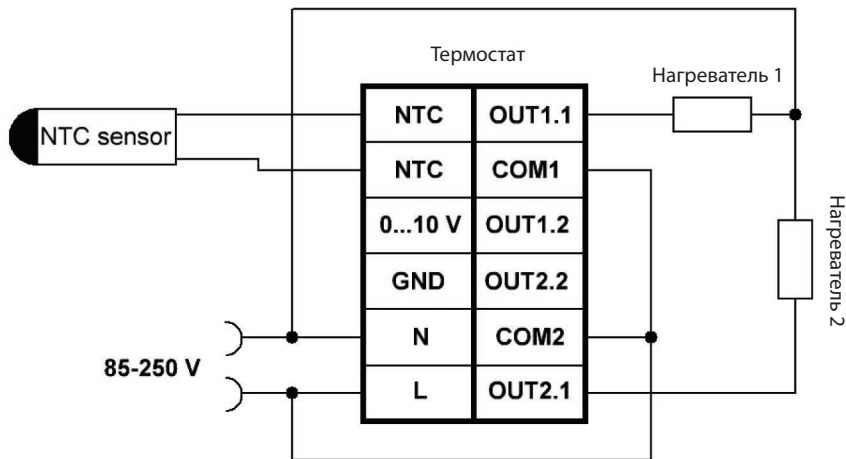 Термостат
Нагреватель 1
NTC sensor
NTC OUT1.1
NTC COM1
0...10 V OUT1.2
GND OUT2.2
N COM2
L OUT2.1
85-250 V
Нагреватель 2